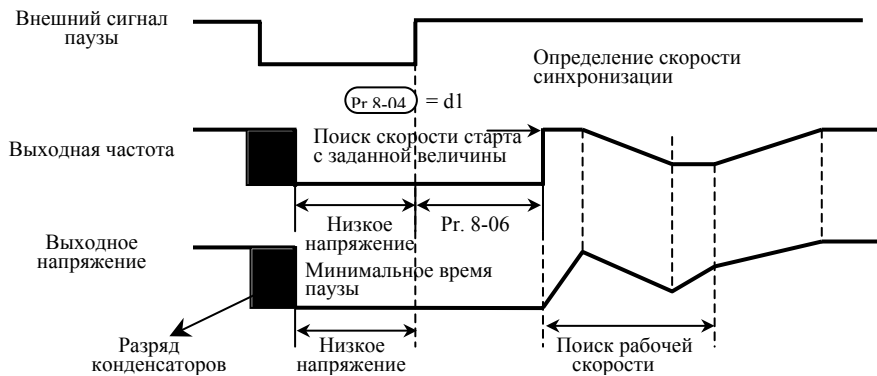 Внешний сигнал
паузы
Определение скорости
синхронизации
Pr 8-04 = d1
Выходная частота
Поиск скорости старта
с заданной величины
Низкое
напряжение
Pr. 8-06
Выходное
напряжение
Минимальное время
паузы
Разряд
конденсаторов
Низкое
напряжение
Поиск рабочей
скорости